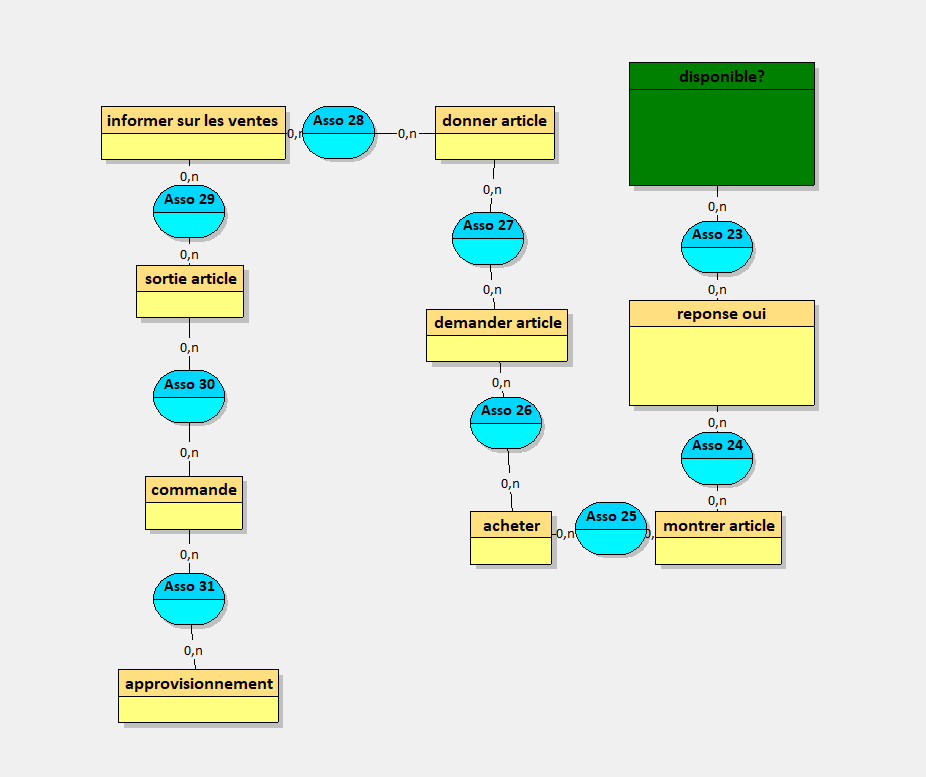 disponible?
informer sur les ventes
0,n
Asso 28
0,n
donner article
0,n
Asso 29
0,n
sortie article
0,n
Asso 30
0,n
commande
0,n
Asso 31
0,n
approvisionnement
0,n
Asso 27
0,n
demander article
0,n
Asso 26
0,n
acheter
0,n
Asso 25
0,
montrer article
0,n
Asso 23
0,n
reponse oui
0,n
Asso 24
0,n